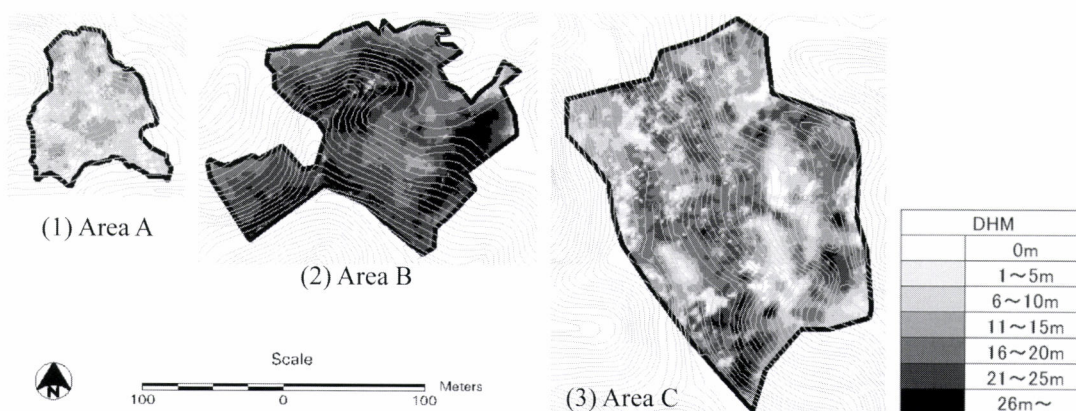 (1) Area A
(2) Area B
(3) Area C
N
Scale
100 0 100 Meters
DHM
0m
1～5m
6～10m
11～15m
16～20m
21～25m
26m～